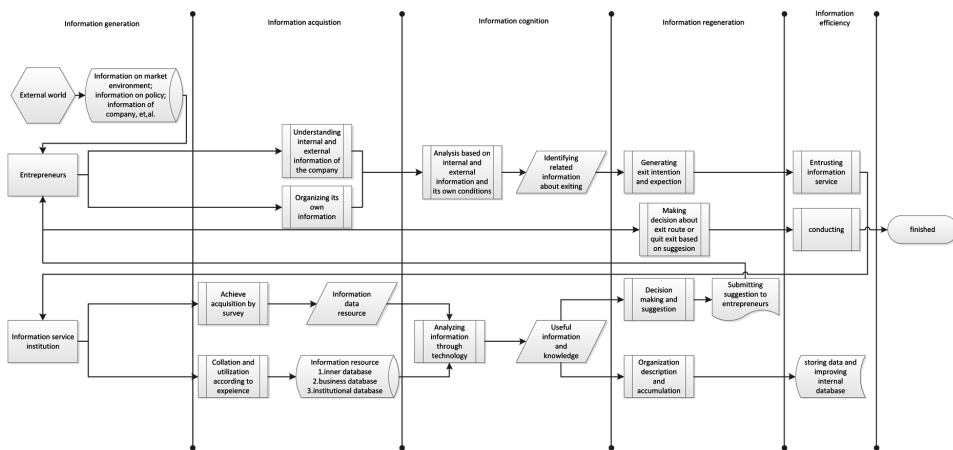 Information generation
Information acquistion
Information cognition
Information regeneration
Information
efficiency
External world
Information on market
environment;
information on policy;
information of
company, et,al.
Entrepreneurs
Understanding
internal and
external
information of
the company
Organizing its
own
information
Analysis based on
internal and
external
information and
its own conditions
Identifying
related
information
about exiting
Generating
exit intention
and expection
Entrusting
information
service
Making
decision about
exit route or
quit exit based on
suggesion
conducting
finished
Information service
institution
Achieve
acquisition by
survey
Information
data
resource
Collation and
utilization
according to
expeience
Information resource
1.inner database
2.business database
3.institutional database
Analyzing
information
through
technology
Useful
information
and
knowledge
Decision
making and
suggestion
Submitting
suggestion to
entrepreneurs
Organization
description
and
accumulation
storing data and
improving
internal
database